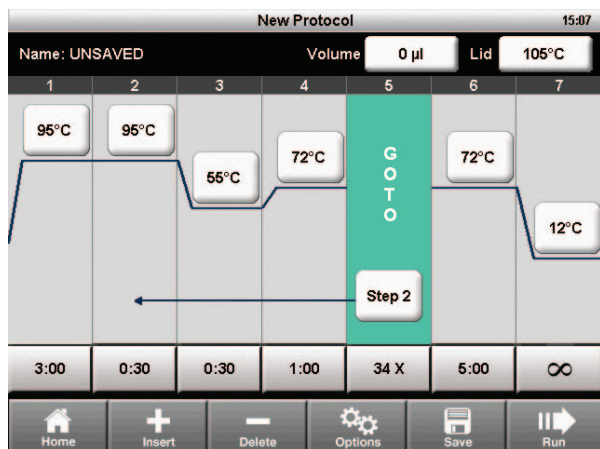 New Protocol 15:07
Name: UNSAVED Volume 0 µl Lid 105°C
1 2 3 4 5 6 7
95°C 95°C 55°C 72°C GOTO 72°C 12°C
Step 2
3:00 0:30 0:30 1:00 34 X 5:00 ∞
Home Insert Delete Options Save Run